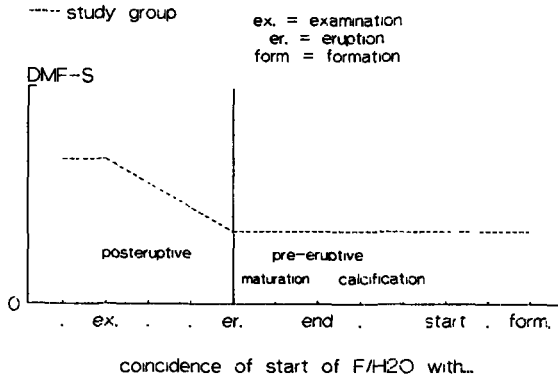 ----- study group
ex. = examination
er. = eruption
form = formation
DMF-S
posteruptive
pre-eruptive
maturation calcification
0
. ex. . . er. . end . . start . form.
coincidence of start of F/H2O with...